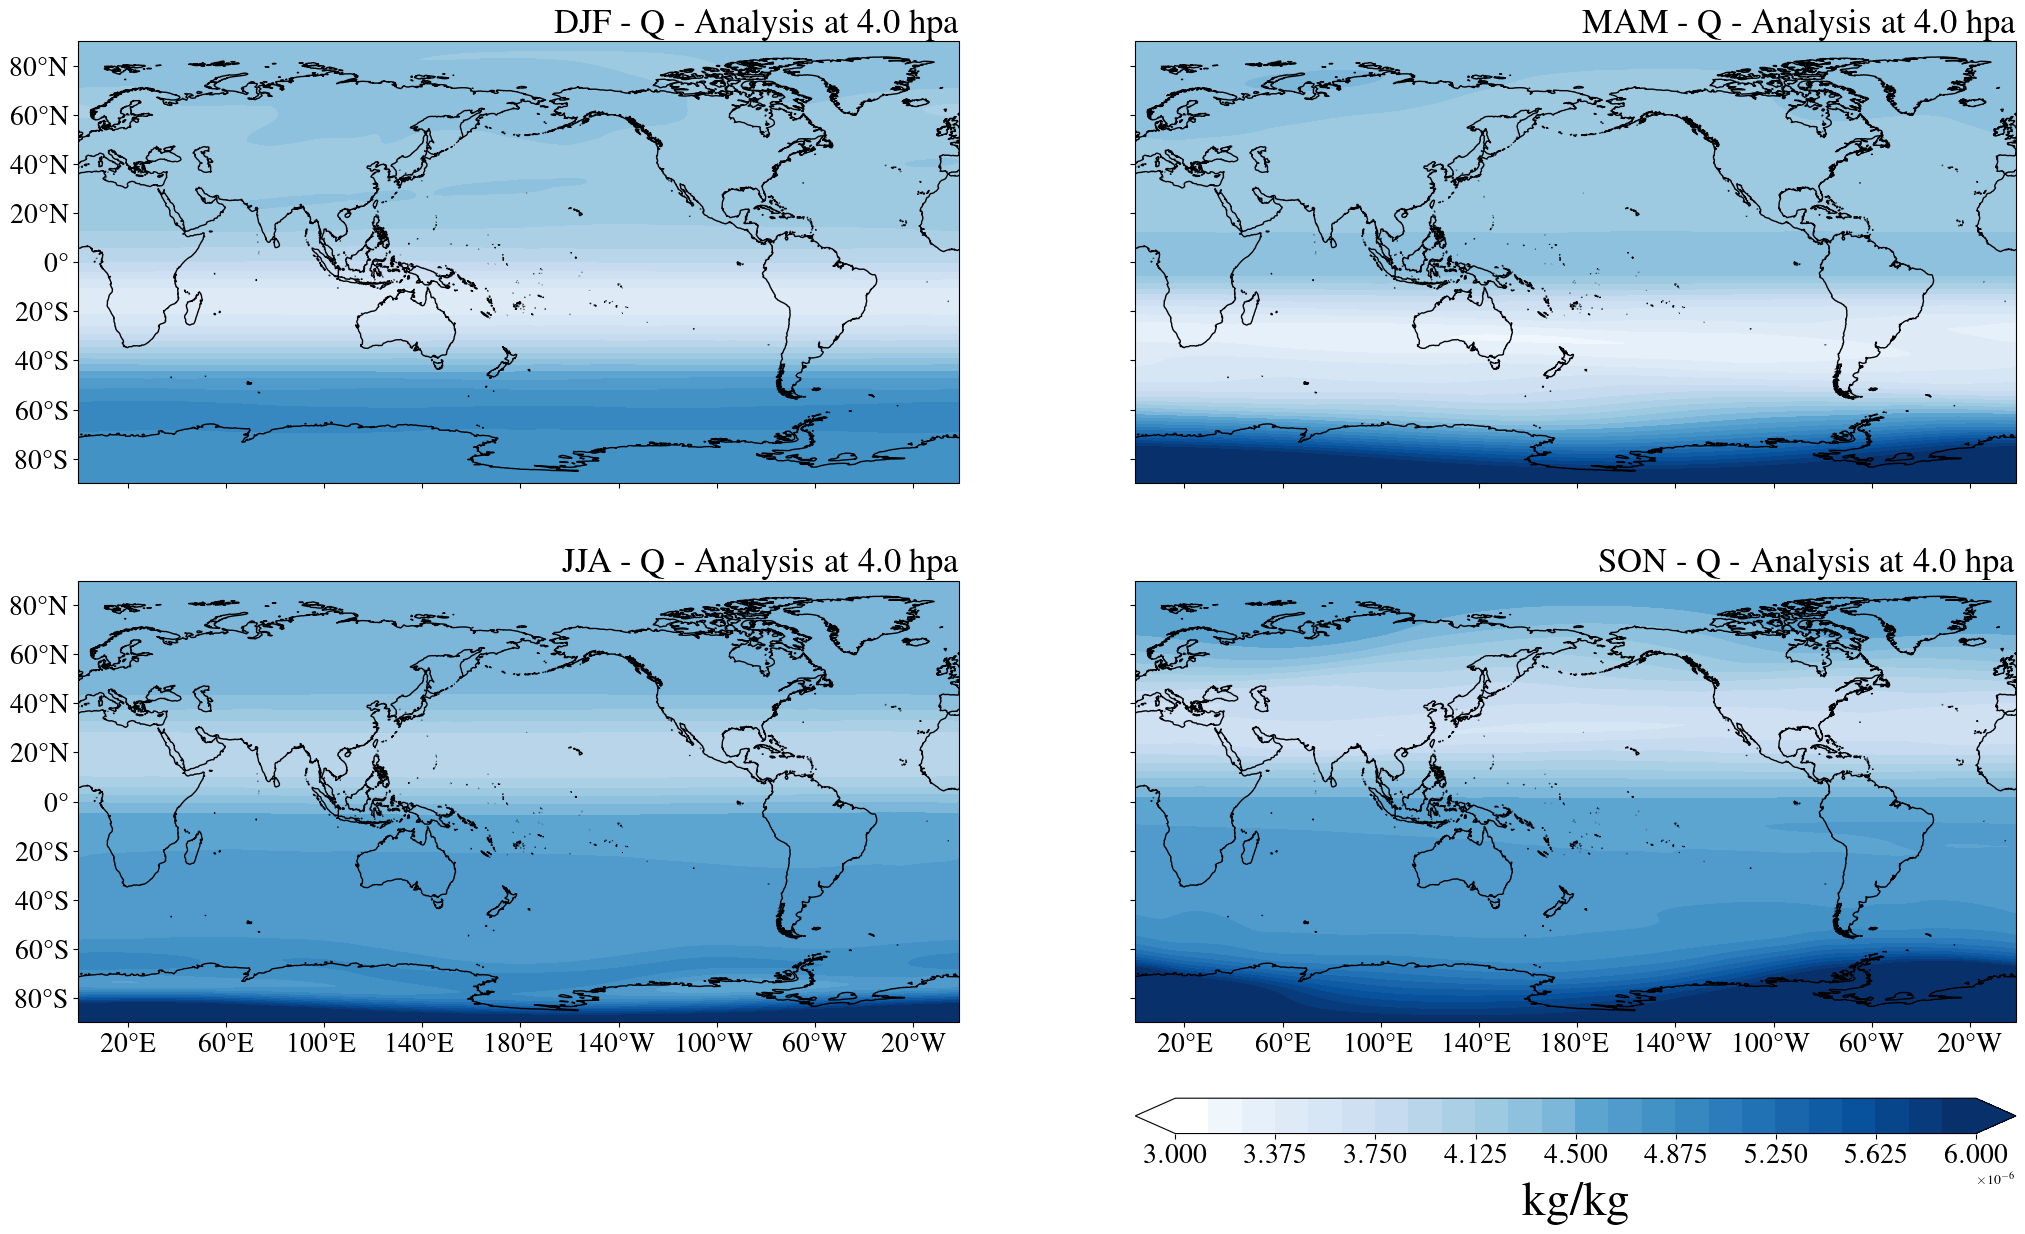 DJF - Q - Analysis at 4.0 hpa
MAM - Q - Analysis at 4.0 hpa
80°N
60°N
40°N
20°N
0°
20°S
40°S
60°S
80°S
JJA - Q - Analysis at 4.0 hpa
SON - Q - Analysis at 4.0 hpa
80°N
60°N
40°N
20°N
0°
20°S
40°S
60°S
80°S
20°E 60°E 100°E 140°E 180°E 140°W 100°W 60°W 20°W
20°E 60°E 100°E 140°E 180°E 140°W 100°W 60°W 20°W
3.000 3.375 3.750 4.125 4.500 4.875 5.250 5.625 6.000
×10⁻⁶
kg/kg